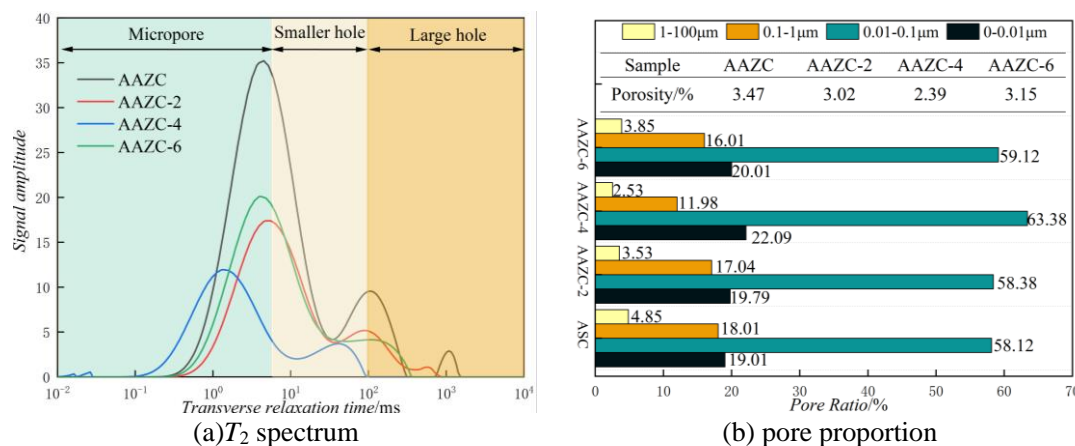 40
35
30
25
20
15
10
5
0
Signal amplitude
Micropore
Smaller hole
Large hole
AAZC
AAZC-2
AAZC-4
AAZC-6
10⁻² 10⁻¹ 10⁰ 10¹ 10² 10³ 10⁴
Transverse relaxation time/ms
(a)T₂ spectrum
1-100μm 0.1-1μm 0.01-0.1μm 0-0.01μm
Sample AAZC AAZC-2 AAZC-4 AAZC-6
Porosity/% 3.47 3.02 2.39 3.15
AAZC-6
3.85
16.01
59.12
20.01
AAZC-4
2.53
11.98
63.38
22.09
AAZC-2
3.53
17.04
58.38
19.79
ASC
4.85
18.01
58.12
19.01
0 10 20 30 40 50 60 70
Pore Ratio/%
(b) pore proportion